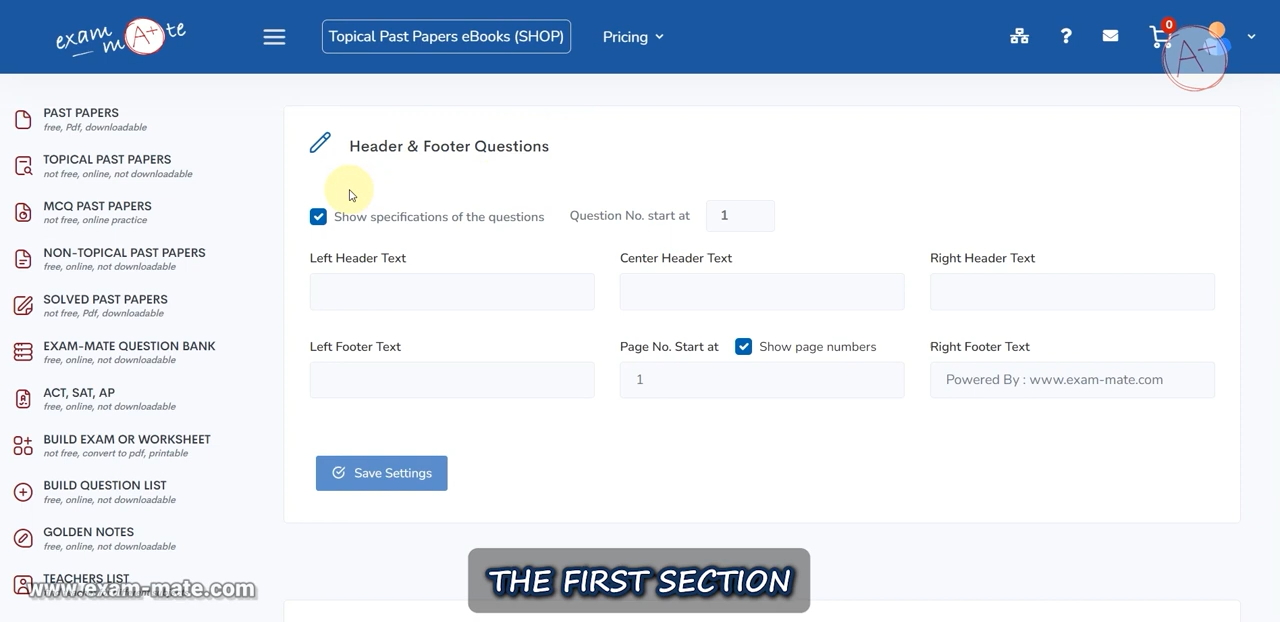 exam mA+te
Topical Past Papers eBooks (SHOP)
Pricing
?
0
A+
PAST PAPERS
free, Pdf, downloadable
TOPICAL PAST PAPERS
not free, online, not downloadable
MCQ PAST PAPERS
not free, online practice
NON-TOPICAL PAST PAPERS
free, online, not downloadable
SOLVED PAST PAPERS
not free, Pdf, downloadable
EXAM-MATE QUESTION BANK
free, online, not downloadable
ACT, SAT, AP
free, online, not downloadable
BUILD EXAM OR WORKSHEET
not free, convert to pdf, printable
BUILD QUESTION LIST
free, online, not downloadable
GOLDEN NOTES
free, online, not downloadable
TEACHERS LIST
www.exam-mate.com
Header & Footer Questions
Show specifications of the questions
Question No. start at
1
Left Header Text
Center Header Text
Right Header Text
Left Footer Text
Page No. Start at
Show page numbers
Right Footer Text
1
Powered By : www.exam-mate.com
Save Settings
THE FIRST SECTION